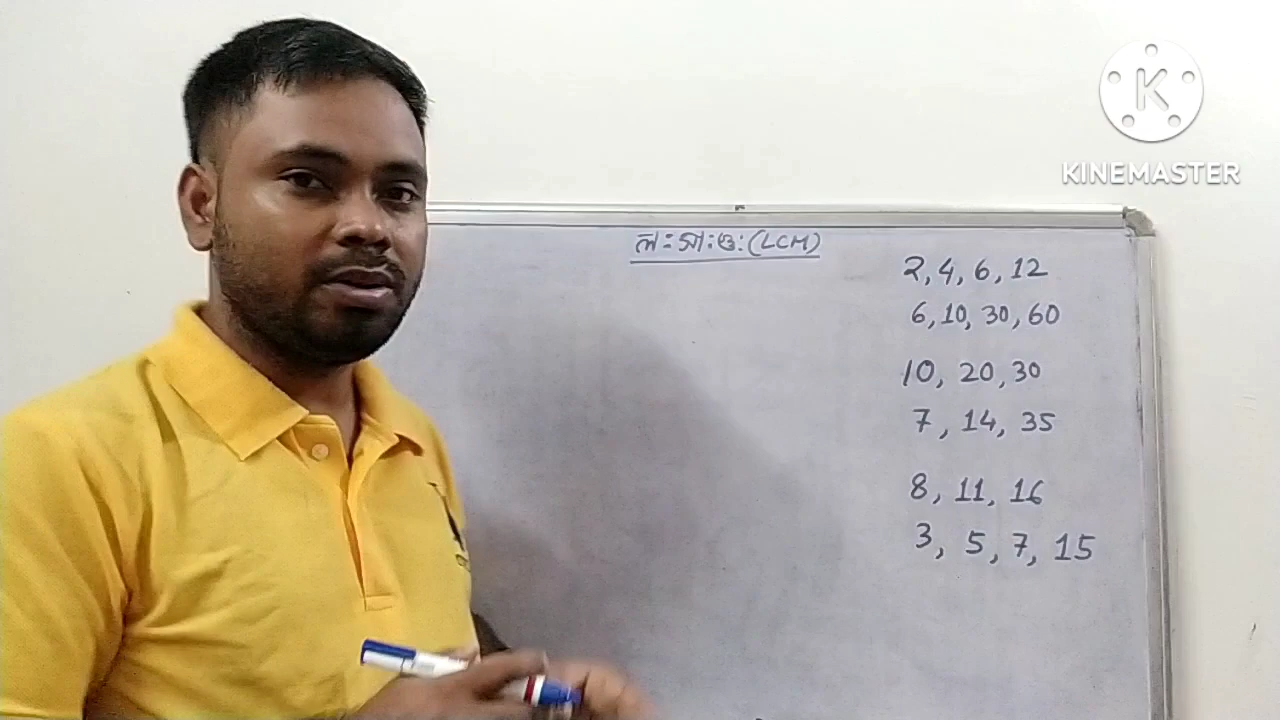 K
KINEMASTER
ল:সা:গু:(LCM)
2, 4, 6, 12
6, 10, 30, 60
10, 20, 30
7, 14, 35
8, 11, 16
3, 5, 7, 15